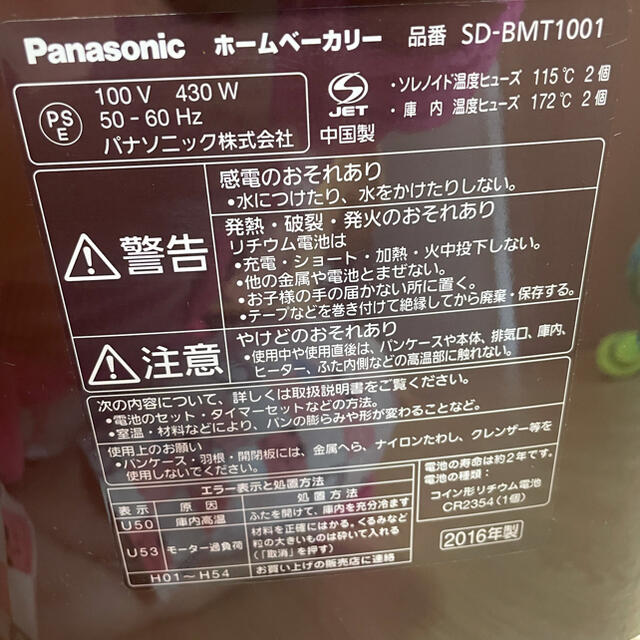 Panasonic ホームベーカリー 品番 SD-BMT1001
PS
E
100 V 430 W
50 - 60 Hz
パナソニック株式会社
S
JET
中国製
・ソレノイド温度ヒューズ 115℃ 2個
・庫 内 温度ヒューズ 172℃ 2個
警告
感電のおそれあり
•水につけたり、水をかけたりしない。
発熱・破裂・発火のおそれあり
リチウム電池は
•充電・ショート・加熱・火中投下しない。
•他の金属や電池とまぜない。
•お子様の手の届かない所に置く。
•テープなどを巻き付けて絶縁してから廃棄・保存する。
注意
やけどのおそれあり
•使用中や使用直後は、パンケースや本体、排気口、庫内、
ヒーター、ふた内側などの高温部に触れない。
次の内容について、詳しくは取扱説明書をご覧ください。
•電池のセット・タイマーセットなどの方法。
•室温・材料などにより、パンの膨らみや形が変わることなど。
使用上のお願い
•パンケース・羽根・開閉板には、金属へら、ナイロンたわし、クレンザー等を
使用しないでください。
エラー表示と処置方法
表示 原因 処置方法
U50 庫内高温 ふたを開けて、庫内を充分冷ます
U53 モーター過負荷 材料を正確にはかる。くるみなど
粒の大きいものは砕いて入れる
(「取消」を押す)
H01～H54 お買い上げの販売店に連絡
電池の寿命は約2年です。
電池の種類:
コイン形リチウム電池
CR2354(1個)
2016年製